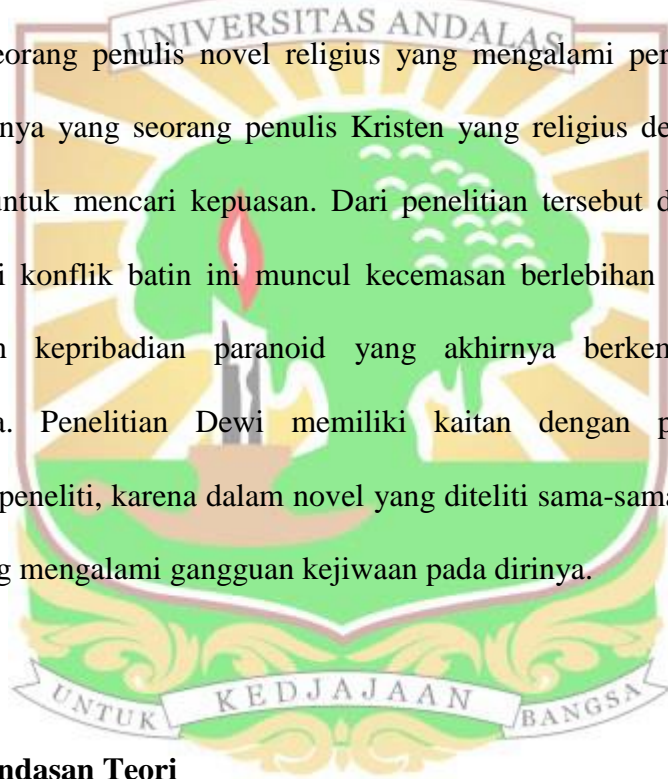 UNIVERSITAS ANDALAS
eorang penulis novel religius yang mengalami per
nya yang seorang penulis Kristen yang religius de
untuk mencari kepuasan. Dari penelitian tersebut d
i konflik batin ini muncul kecemasan berlebihan
n kepribadian paranoid yang akhirnya berken
a. Penelitian Dewi memiliki kaitan dengan p
peneliti, karena dalam novel yang diteliti sama-sama
g mengalami gangguan kejiwaan pada dirinya.
UNTUK KEDJAJAAN BANGSA
ndasan Teori